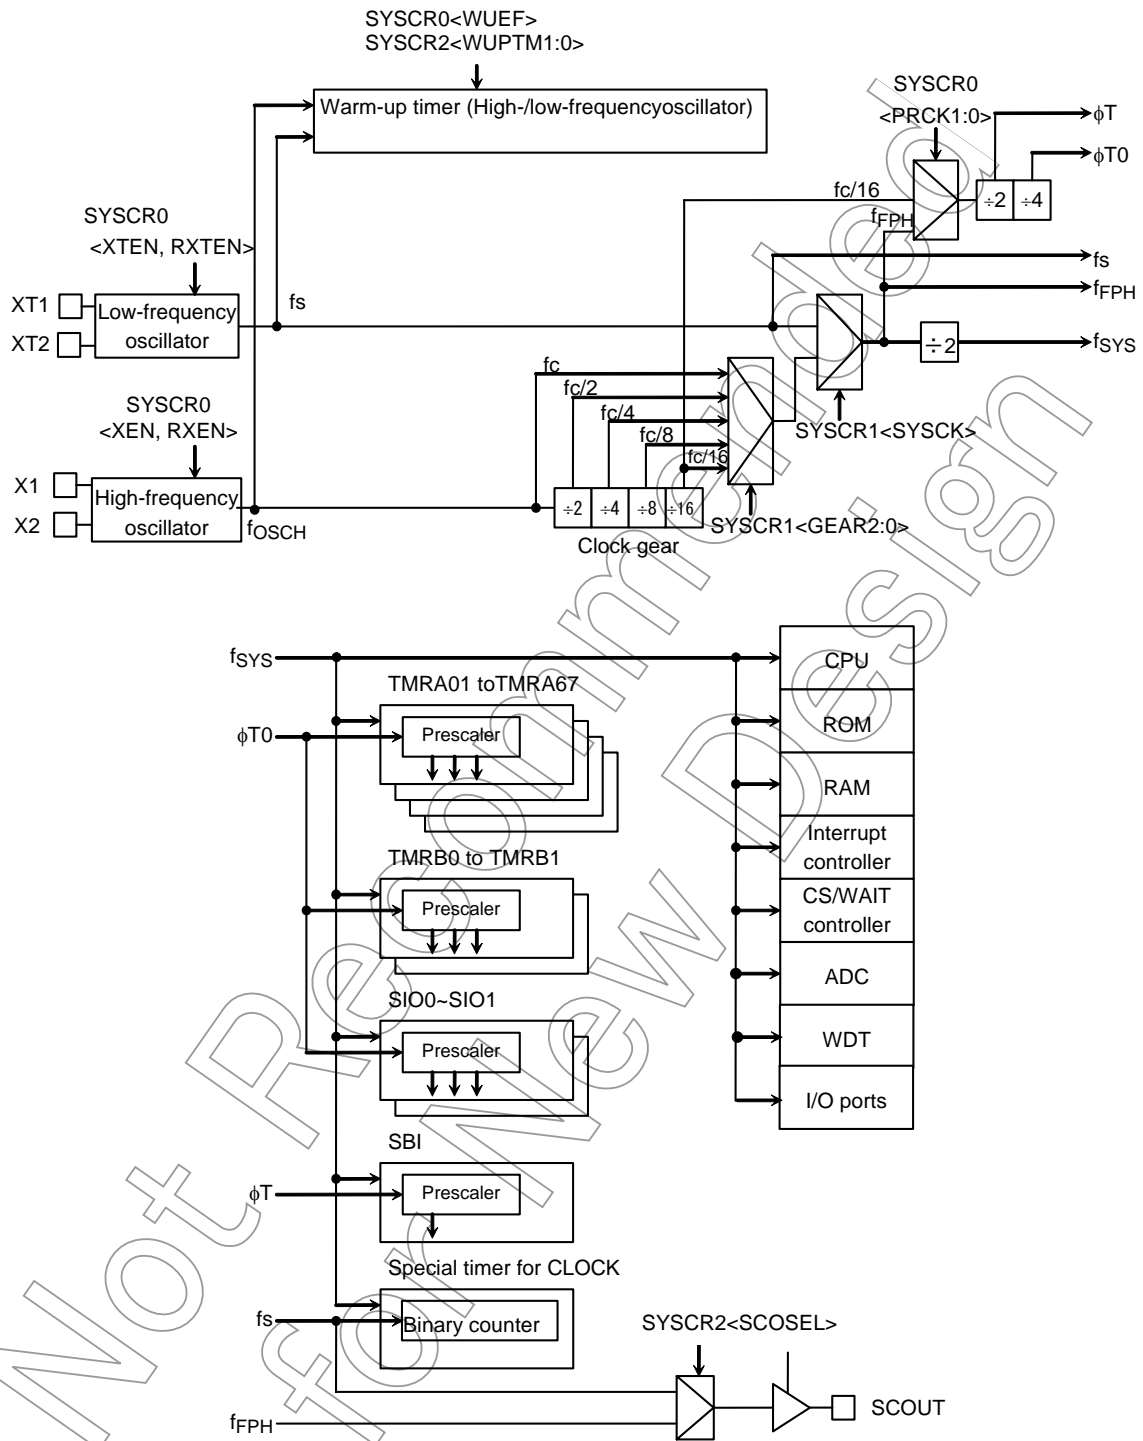 SYSCR0<WUEF>
SYSCR2<WUPTM1:0>
Warm-up timer (High-/low-frequencyoscillator)
SYSCR0
<PRCK1:0>
ϕT
ϕT0
÷2
÷4
fc/16
fFPH
SYSCR0
<XTEN, RXTEN>
fs
fs
fFPH
fSYS
XT1
XT2
Low-frequency
oscillator
fs
÷2
fc
fc/2
fc/4
fc/8
fc/16
SYSCR1<SYSCK>
SYSCR0
<XEN, RXEN>
X1
X2
High-frequency
oscillator
fOSCH
÷2
÷4
÷8
÷16
Clock gear
SYSCR1<GEAR2:0>
fSYS
TMRA01 toTMRA67
ϕT0
Prescaler
TMRB0 to TMRB1
Prescaler
SIO0~SIO1
Prescaler
SBI
ϕT
Prescaler
Special timer for CLOCK
fs
Binary counter
CPU
ROM
RAM
Interrupt
controller
CS/WAIT
controller
ADC
WDT
I/O ports
SYSCR2<SCOSEL>
fFPH
SCOUT
Not Recommended
for New Design